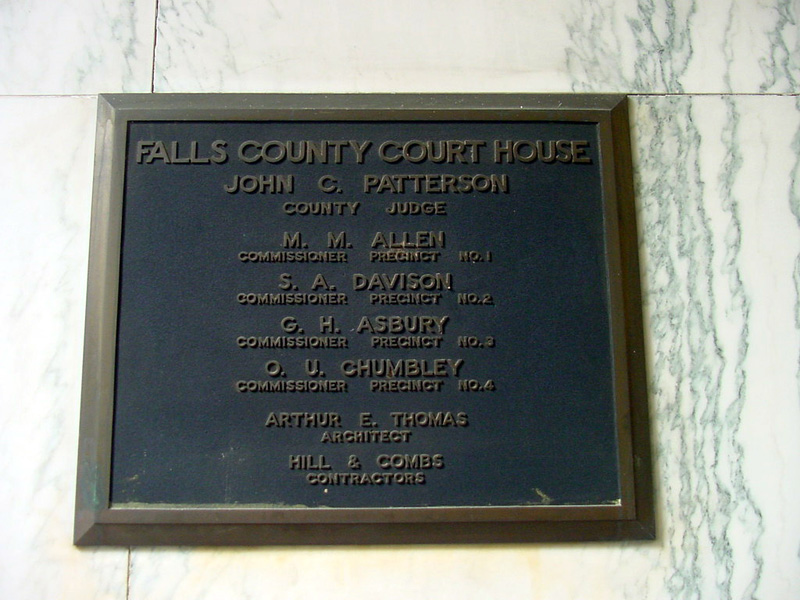 FALLS COUNTY COURT HOUSE
JOHN C. PATTERSON
COUNTY JUDGE
M. M. ALLEN
COMMISSIONER PRECINCT NO.1
S. A. DAVISON
COMMISSIONER PRECINCT NO.2
G. H. ASBURY
COMMISSIONER PRECINCT NO.3
O. U. CHUMBLEY
COMMISSIONER PRECINCT NO.4
ARTHUR E. THOMAS
ARCHITECT
HILL & COMBS
CONTRACTORS